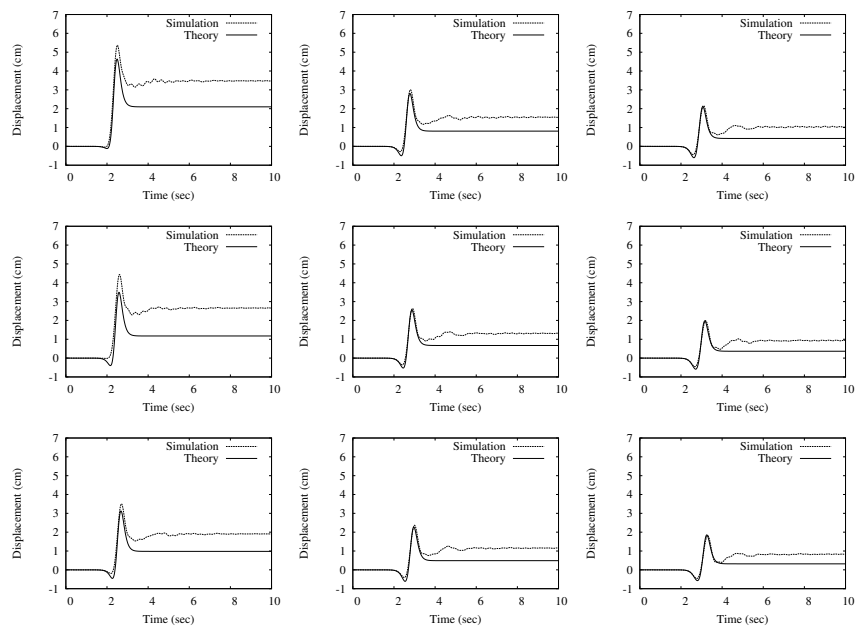 7
6
5
4
3
2
1
0
-1
Displacement (cm)
Simulation
Theory
0 2 4 6 8 10
Time (sec)
7
6
5
4
3
2
1
0
-1
Displacement (cm)
Simulation
Theory
0 2 4 6 8 10
Time (sec)
7
6
5
4
3
2
1
0
-1
Displacement (cm)
Simulation
Theory
0 2 4 6 8 10
Time (sec)
7
6
5
4
3
2
1
0
-1
Displacement (cm)
Simulation
Theory
0 2 4 6 8 10
Time (sec)
7
6
5
4
3
2
1
0
-1
Displacement (cm)
Simulation
Theory
0 2 4 6 8 10
Time (sec)
7
6
5
4
3
2
1
0
-1
Displacement (cm)
Simulation
Theory
0 2 4 6 8 10
Time (sec)
7
6
5
4
3
2
1
0
-1
Displacement (cm)
Simulation
Theory
0 2 4 6 8 10
Time (sec)
7
6
5
4
3
2
1
0
-1
Displacement (cm)
Simulation
Theory
0 2 4 6 8 10
Time (sec)
7
6
5
4
3
2
1
0
-1
Displacement (cm)
Simulation
Theory
0 2 4 6 8 10
Time (sec)